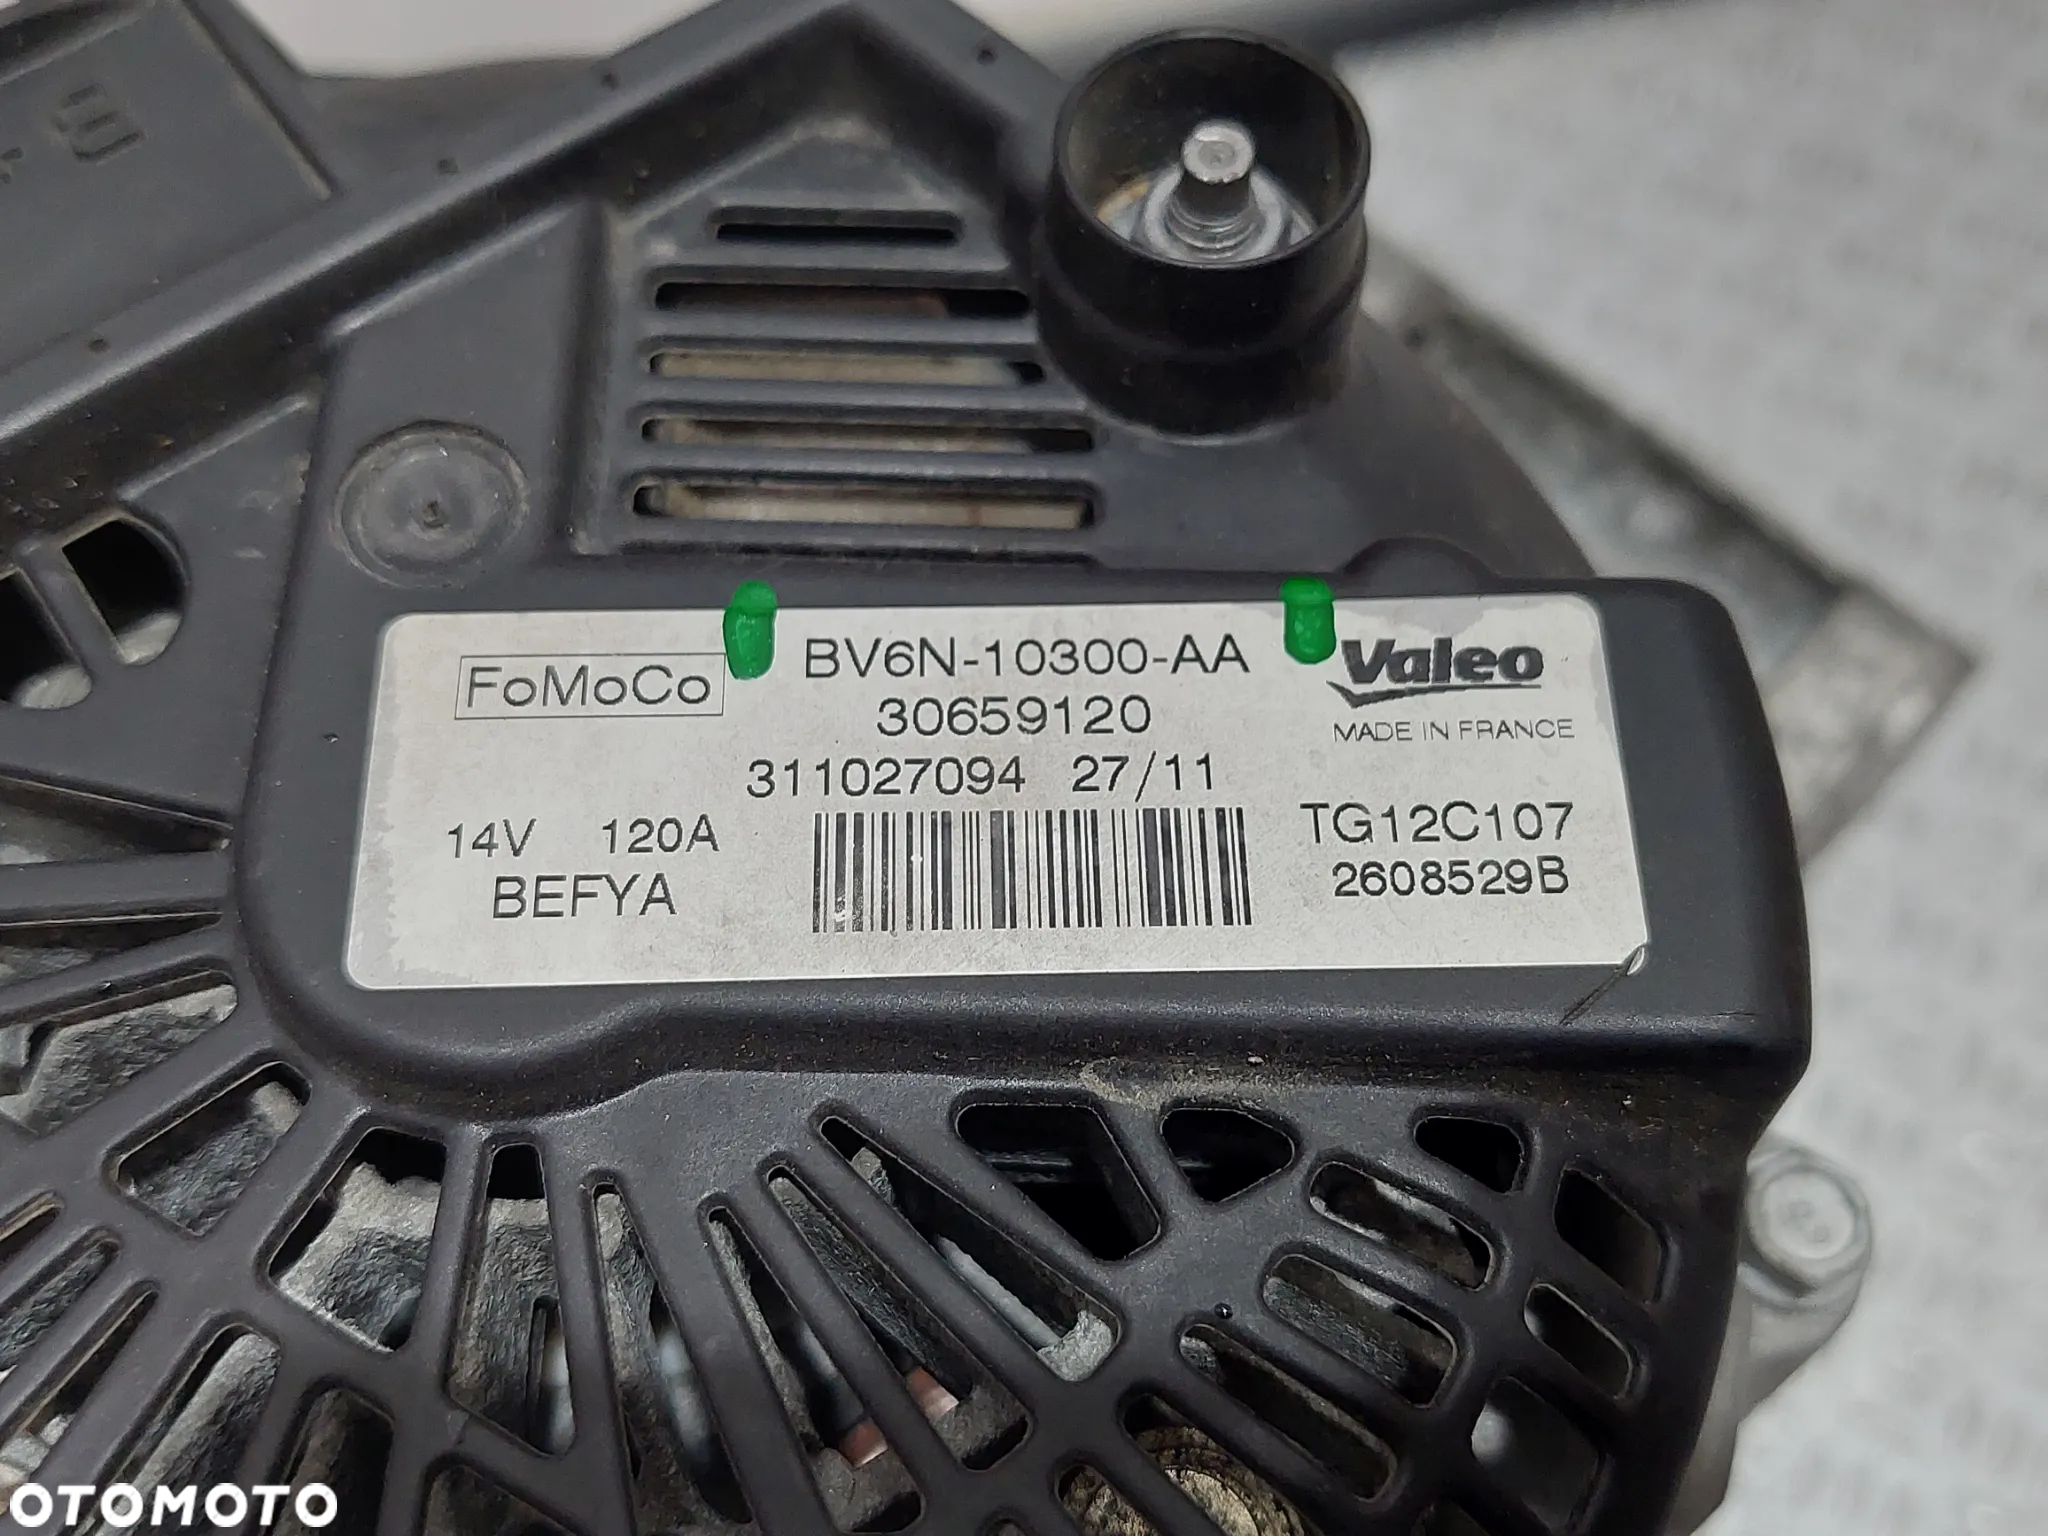 FoMoCo
BV6N-10300-AA
30659120
311027094 27/11
14V 120A
BEFYA
Valeo
MADE IN FRANCE
TG12C107
2608529B
OTOMOTO